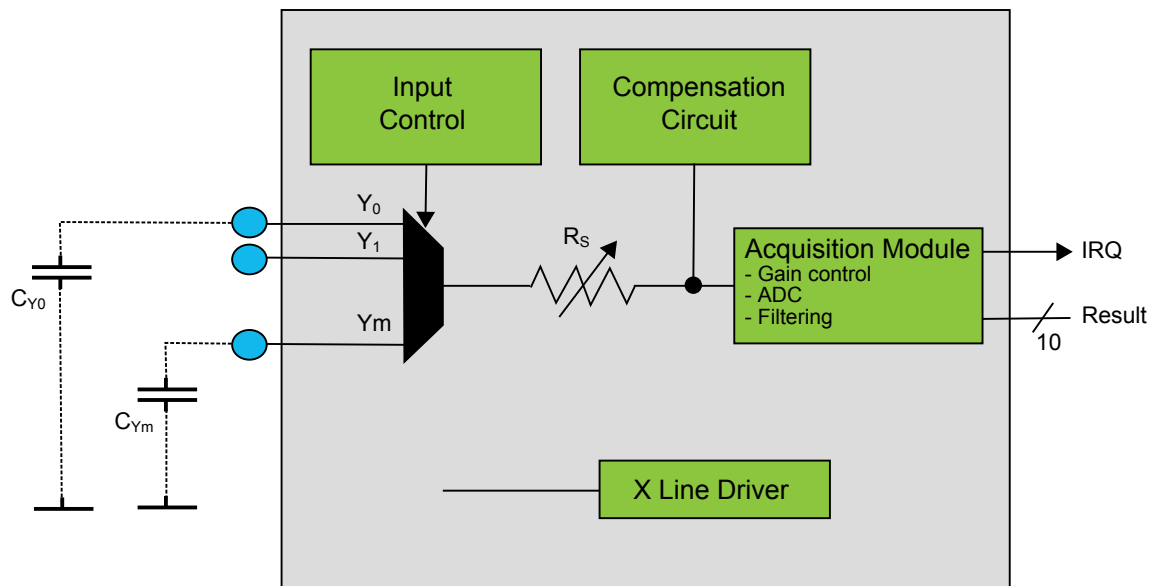 Input
Control
Compensation
Circuit
Y0
Y1
Ym
RS
Acquisition Module
- Gain control
- ADC
- Filtering
IRQ
Result
10
CY0
CYm
X Line Driver